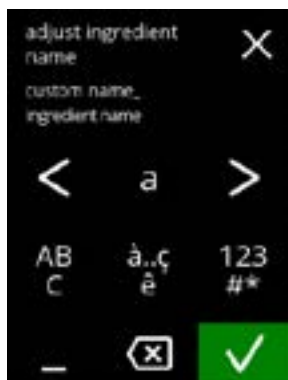 adjust ingredient
name
custom name_
ingredient name
< a >
AB à..ç 123
C ê #*
_